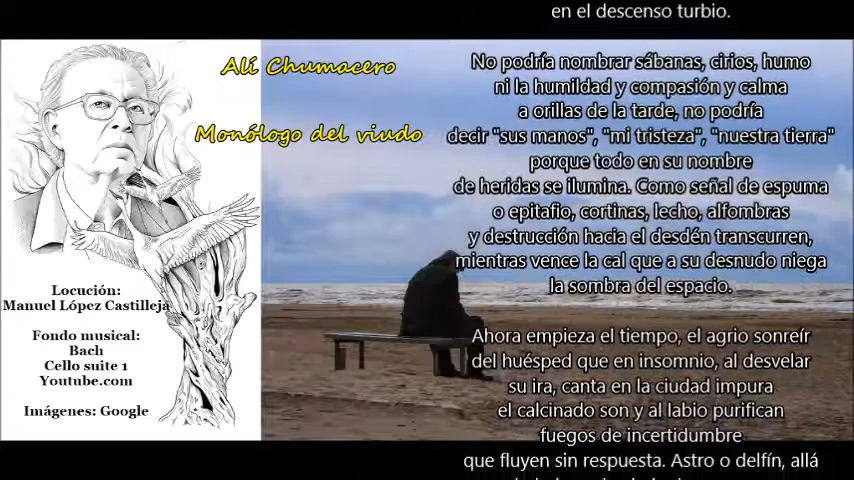 Alí Chumacero
Monólogo del viudo
Locución:
Manuel López Castilleja
Fondo musical:
Bach
Cello suite 1
Youtube.com
Imágenes: Google
en el descenso turbio.
No podría nombrar sábanas, cirios, humo
ni la humildad y compasión y calma
a orillas de la tarde, no podría
decir "sus manos", "mi tristeza", "nuestra tierra"
porque todo en su nombre
de heridas se ilumina. Como señal de espuma
o epitafio, cortinas, lecho, alfombras
y destrucción hacia el desdén transcurren,
mientras vence la cal que a su desnudo niega
la sombra del espacio.
Ahora empieza el tiempo, el agrio sonreír
del huésped que en insomnio, al desvelar
su ira, canta en la ciudad impura
el calcinado son y al labio purifican
fuegos de incertidumbre
que fluyen sin respuesta. Astro o delfín, allá